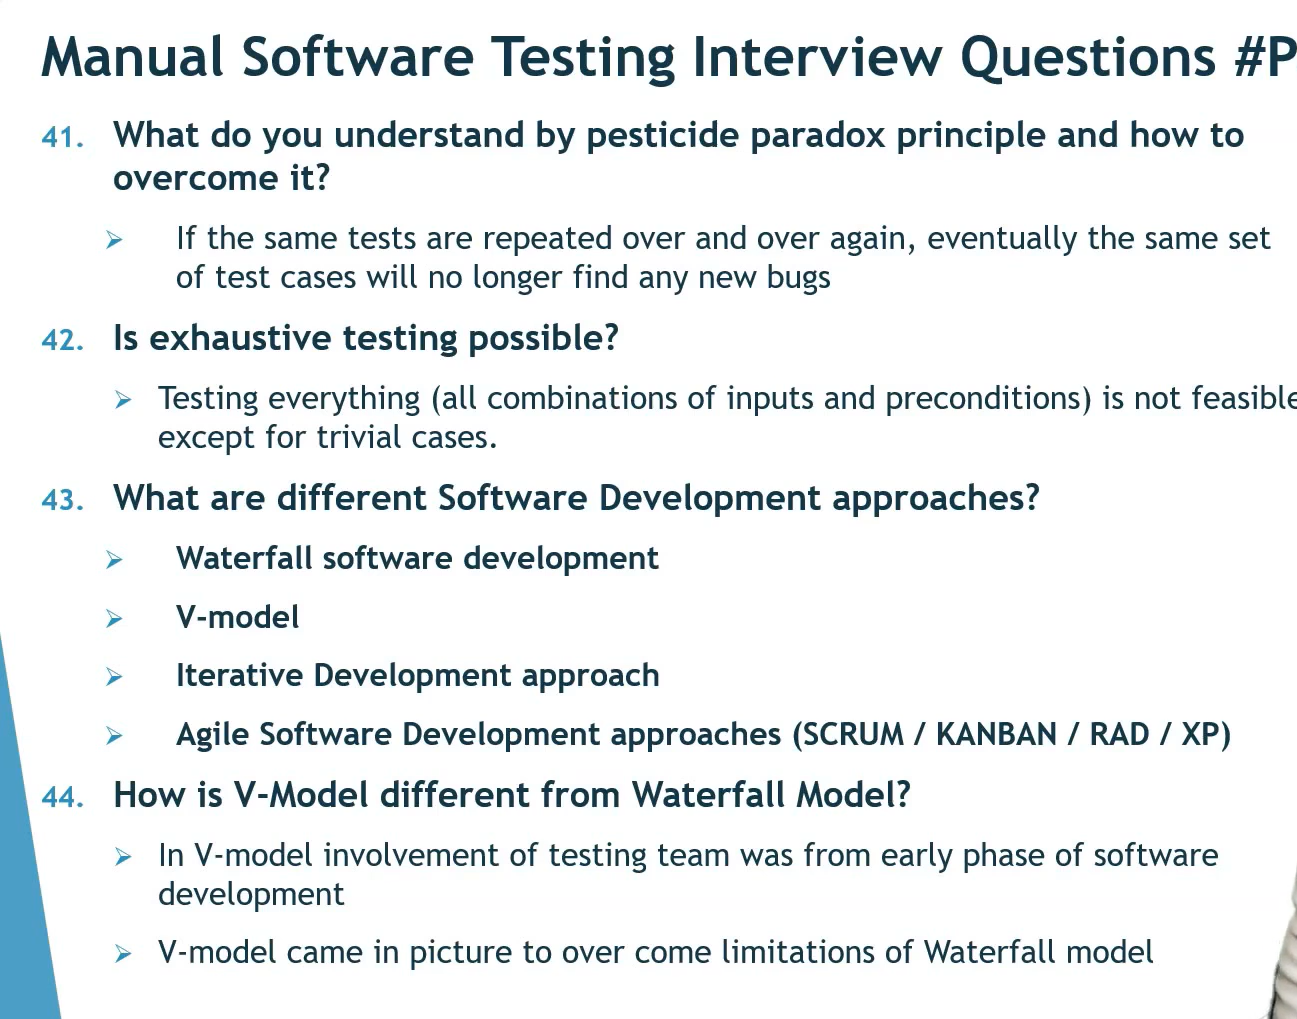 Manual Software Testing Interview Questions #P
41. What do you understand by pesticide paradox principle and how to
overcome it?
➢ If the same tests are repeated over and over again, eventually the same set
of test cases will no longer find any new bugs
42. Is exhaustive testing possible?
➢ Testing everything (all combinations of inputs and preconditions) is not feasible
except for trivial cases.
43. What are different Software Development approaches?
➢ Waterfall software development
➢ V-model
➢ Iterative Development approach
➢ Agile Software Development approaches (SCRUM / KANBAN / RAD / XP)
44. How is V-Model different from Waterfall Model?
➢ In V-model involvement of testing team was from early phase of software
development
➢ V-model came in picture to over come limitations of Waterfall model